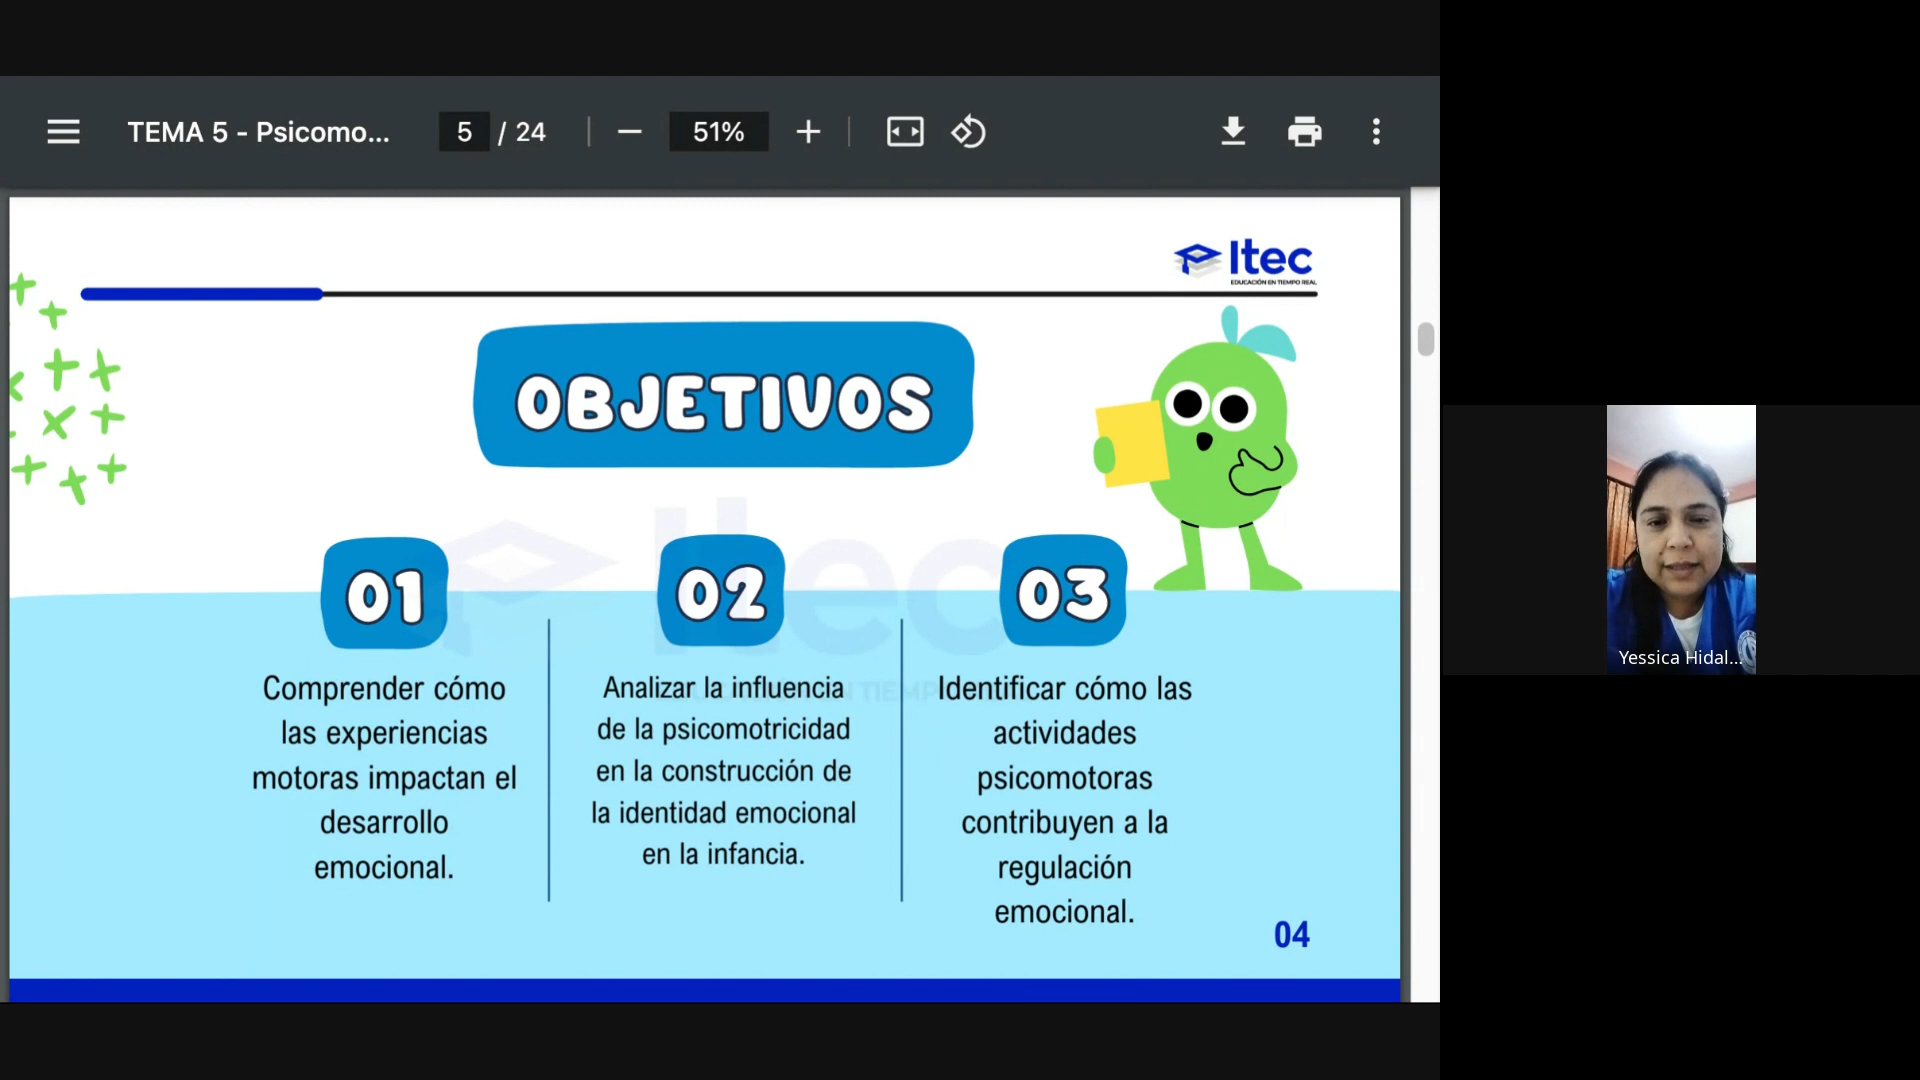 TEMA 5 - Psicomo...
5 / 24
51%
Itec
EDUCACIÓN EN TIEMPO REAL
OBJETIVOS
01
Comprender cómo
las experiencias
motoras impactan el
desarrollo
emocional.
02
Analizar la influencia
de la psicomotricidad
en la construcción de
la identidad emocional
en la infancia.
03
Identificar cómo las
actividades
psicomotoras
contribuyen a la
regulación
emocional.
04
Yessica Hidal...